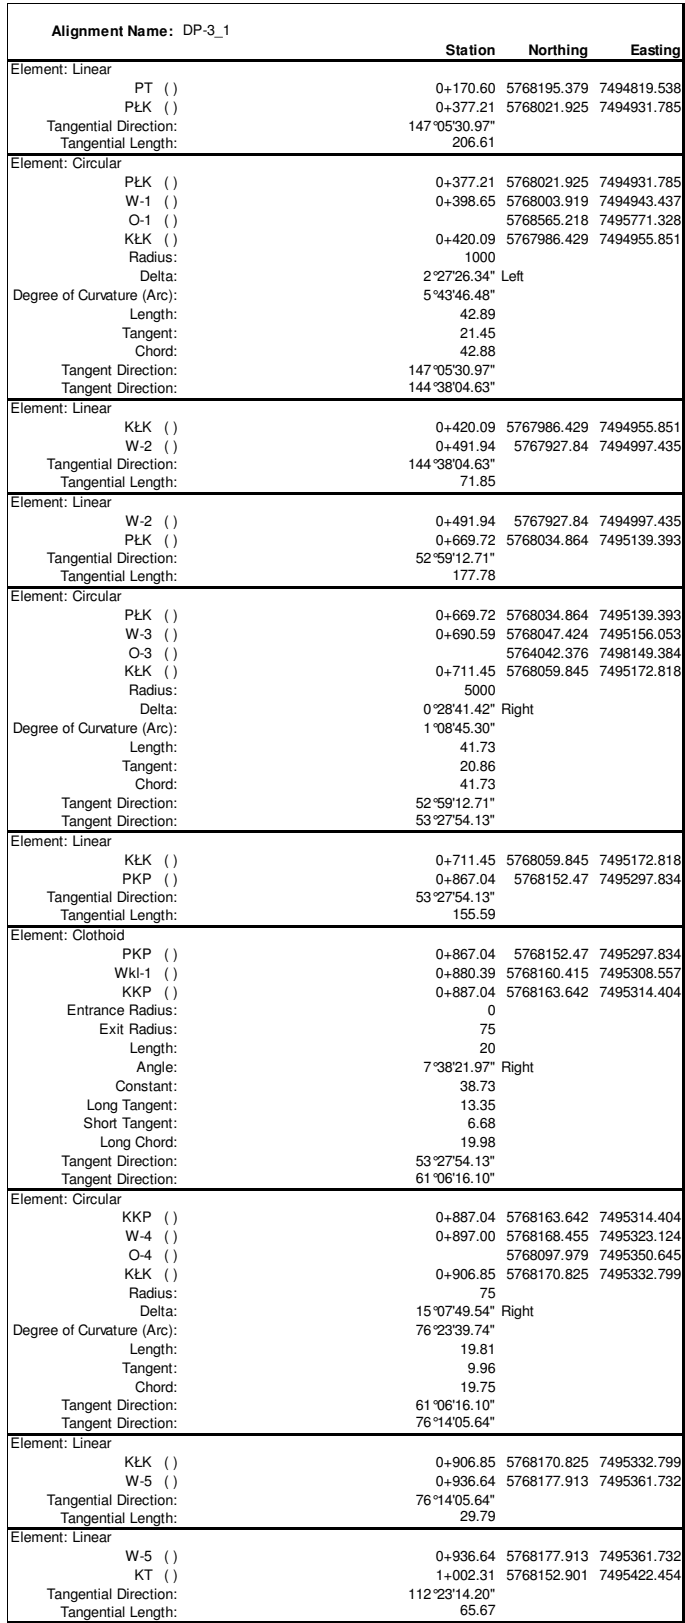 Alignment Name: DP-3_1
Station Northing Easting
Element: Linear
PT ( ) 0+170.60 5768195.379 7494819.538
PŁK ( ) 0+377.21 5768021.925 7494931.785
Tangential Direction: 147°05'30.97"
Tangential Length: 206.61
Element: Circular
PŁK ( ) 0+377.21 5768021.925 7494931.785
W-1 ( ) 0+398.65 5768003.919 7494943.437
O-1 ( ) 5768565.218 7495771.328
KŁK ( ) 0+420.09 5767986.429 7494955.851
Radius: 1000
Delta: 2°27'26.34" Left
Degree of Curvature (Arc): 5°43'46.48"
Length: 42.89
Tangent: 21.45
Chord: 42.88
Tangent Direction: 147°05'30.97"
Tangent Direction: 144°38'04.63"
Element: Linear
KŁK ( ) 0+420.09 5767986.429 7494955.851
W-2 ( ) 0+491.94 5767927.84 7494997.435
Tangential Direction: 144°38'04.63"
Tangential Length: 71.85
Element: Linear
W-2 ( ) 0+491.94 5767927.84 7494997.435
PŁK ( ) 0+669.72 5768034.864 7495139.393
Tangential Direction: 52°59'12.71"
Tangential Length: 177.78
Element: Circular
PŁK ( ) 0+669.72 5768034.864 7495139.393
W-3 ( ) 0+690.59 5768047.424 7495156.053
O-3 ( ) 5764042.376 7498149.384
KŁK ( ) 0+711.45 5768059.845 7495172.818
Radius: 5000
Delta: 0°28'41.42" Right
Degree of Curvature (Arc): 1°08'45.30"
Length: 41.73
Tangent: 20.86
Chord: 41.73
Tangent Direction: 52°59'12.71"
Tangent Direction: 53°27'54.13"
Element: Linear
KŁK ( ) 0+711.45 5768059.845 7495172.818
PKP ( ) 0+867.04 5768152.47 7495297.834
Tangential Direction: 53°27'54.13"
Tangential Length: 155.59
Element: Clothoid
PKP ( ) 0+867.04 5768152.47 7495297.834
Wkl-1 ( ) 0+880.39 5768160.415 7495308.557
KKP ( ) 0+887.04 5768163.642 7495314.404
Entrance Radius: 0
Exit Radius: 75
Length: 20
Angle: 7°38'21.97" Right
Constant: 38.73
Long Tangent: 13.35
Short Tangent: 6.68
Long Chord: 19.98
Tangent Direction: 53°27'54.13"
Tangent Direction: 61°06'16.10"
Element: Circular
KKP ( ) 0+887.04 5768163.642 7495314.404
W-4 ( ) 0+897.00 5768168.455 7495323.124
O-4 ( ) 5768097.979 7495350.645
KŁK ( ) 0+906.85 5768170.825 7495332.799
Radius: 75
Delta: 15°07'49.54" Right
Degree of Curvature (Arc): 76°23'39.74"
Length: 19.81
Tangent: 9.96
Chord: 19.75
Tangent Direction: 61°06'16.10"
Tangent Direction: 76°14'05.64"
Element: Linear
KŁK ( ) 0+906.85 5768170.825 7495332.799
W-5 ( ) 0+936.64 5768177.913 7495361.732
Tangential Direction: 76°14'05.64"
Tangential Length: 29.79
Element: Linear
W-5 ( ) 0+936.64 5768177.913 7495361.732
KT ( ) 1+002.31 5768152.901 7495422.454
Tangential Direction: 112°23'14.20"
Tangential Length: 65.67